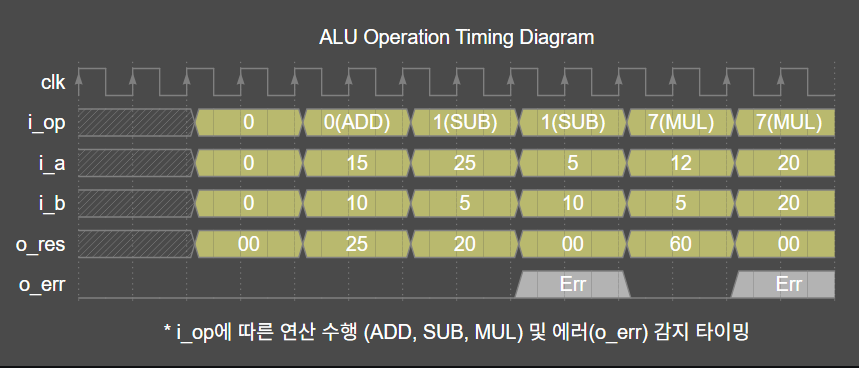 ALU Operation Timing Diagram
clk
i_op 0 0(ADD) 1(SUB) 1(SUB) 7(MUL) 7(MUL)
i_a 0 15 25 5 12 20
i_b 0 10 5 10 5 20
o_res 00 25 20 00 60 00
o_err Err Err
* i_op에 따른 연산 수행 (ADD, SUB, MUL) 및 에러(o_err) 감지 타이밍